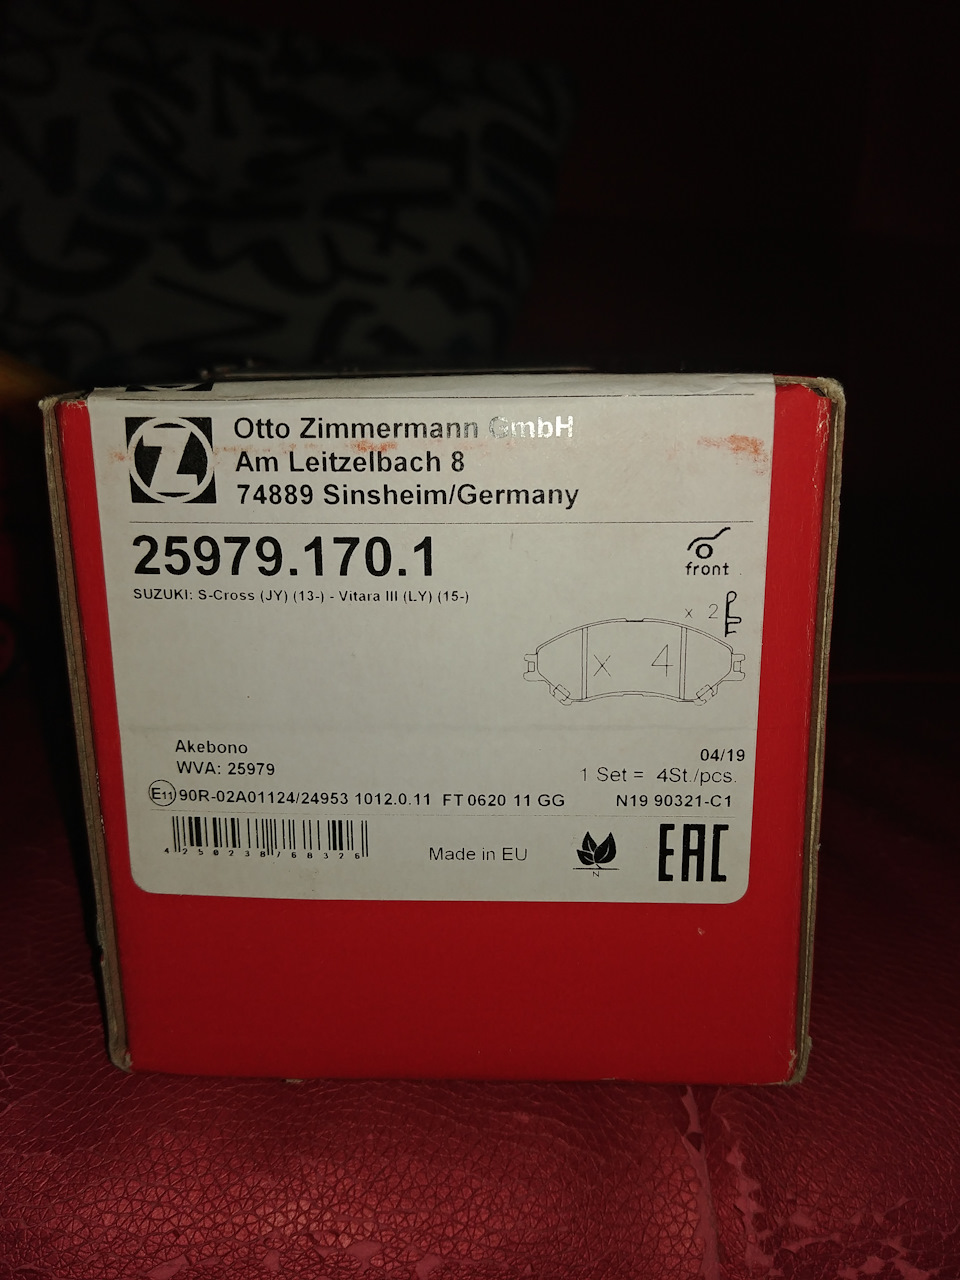 Z
Otto Zimmermann GmbH
Am Leitzelbach 8
74889 Sinsheim/Germany
25979.170.1
front
SUZUKI: S-Cross (JY) (13-) - Vitara III (LY) (15-)
x 2
x 4
Akebono
04/19
WVA: 25979
1 Set = 4St./pcs.
E11 90R-02A01124/24953 1012.0.11 FT 0620 11 GG
N19 90321-C1
4 250238 768326
Made in EU
N
EAC